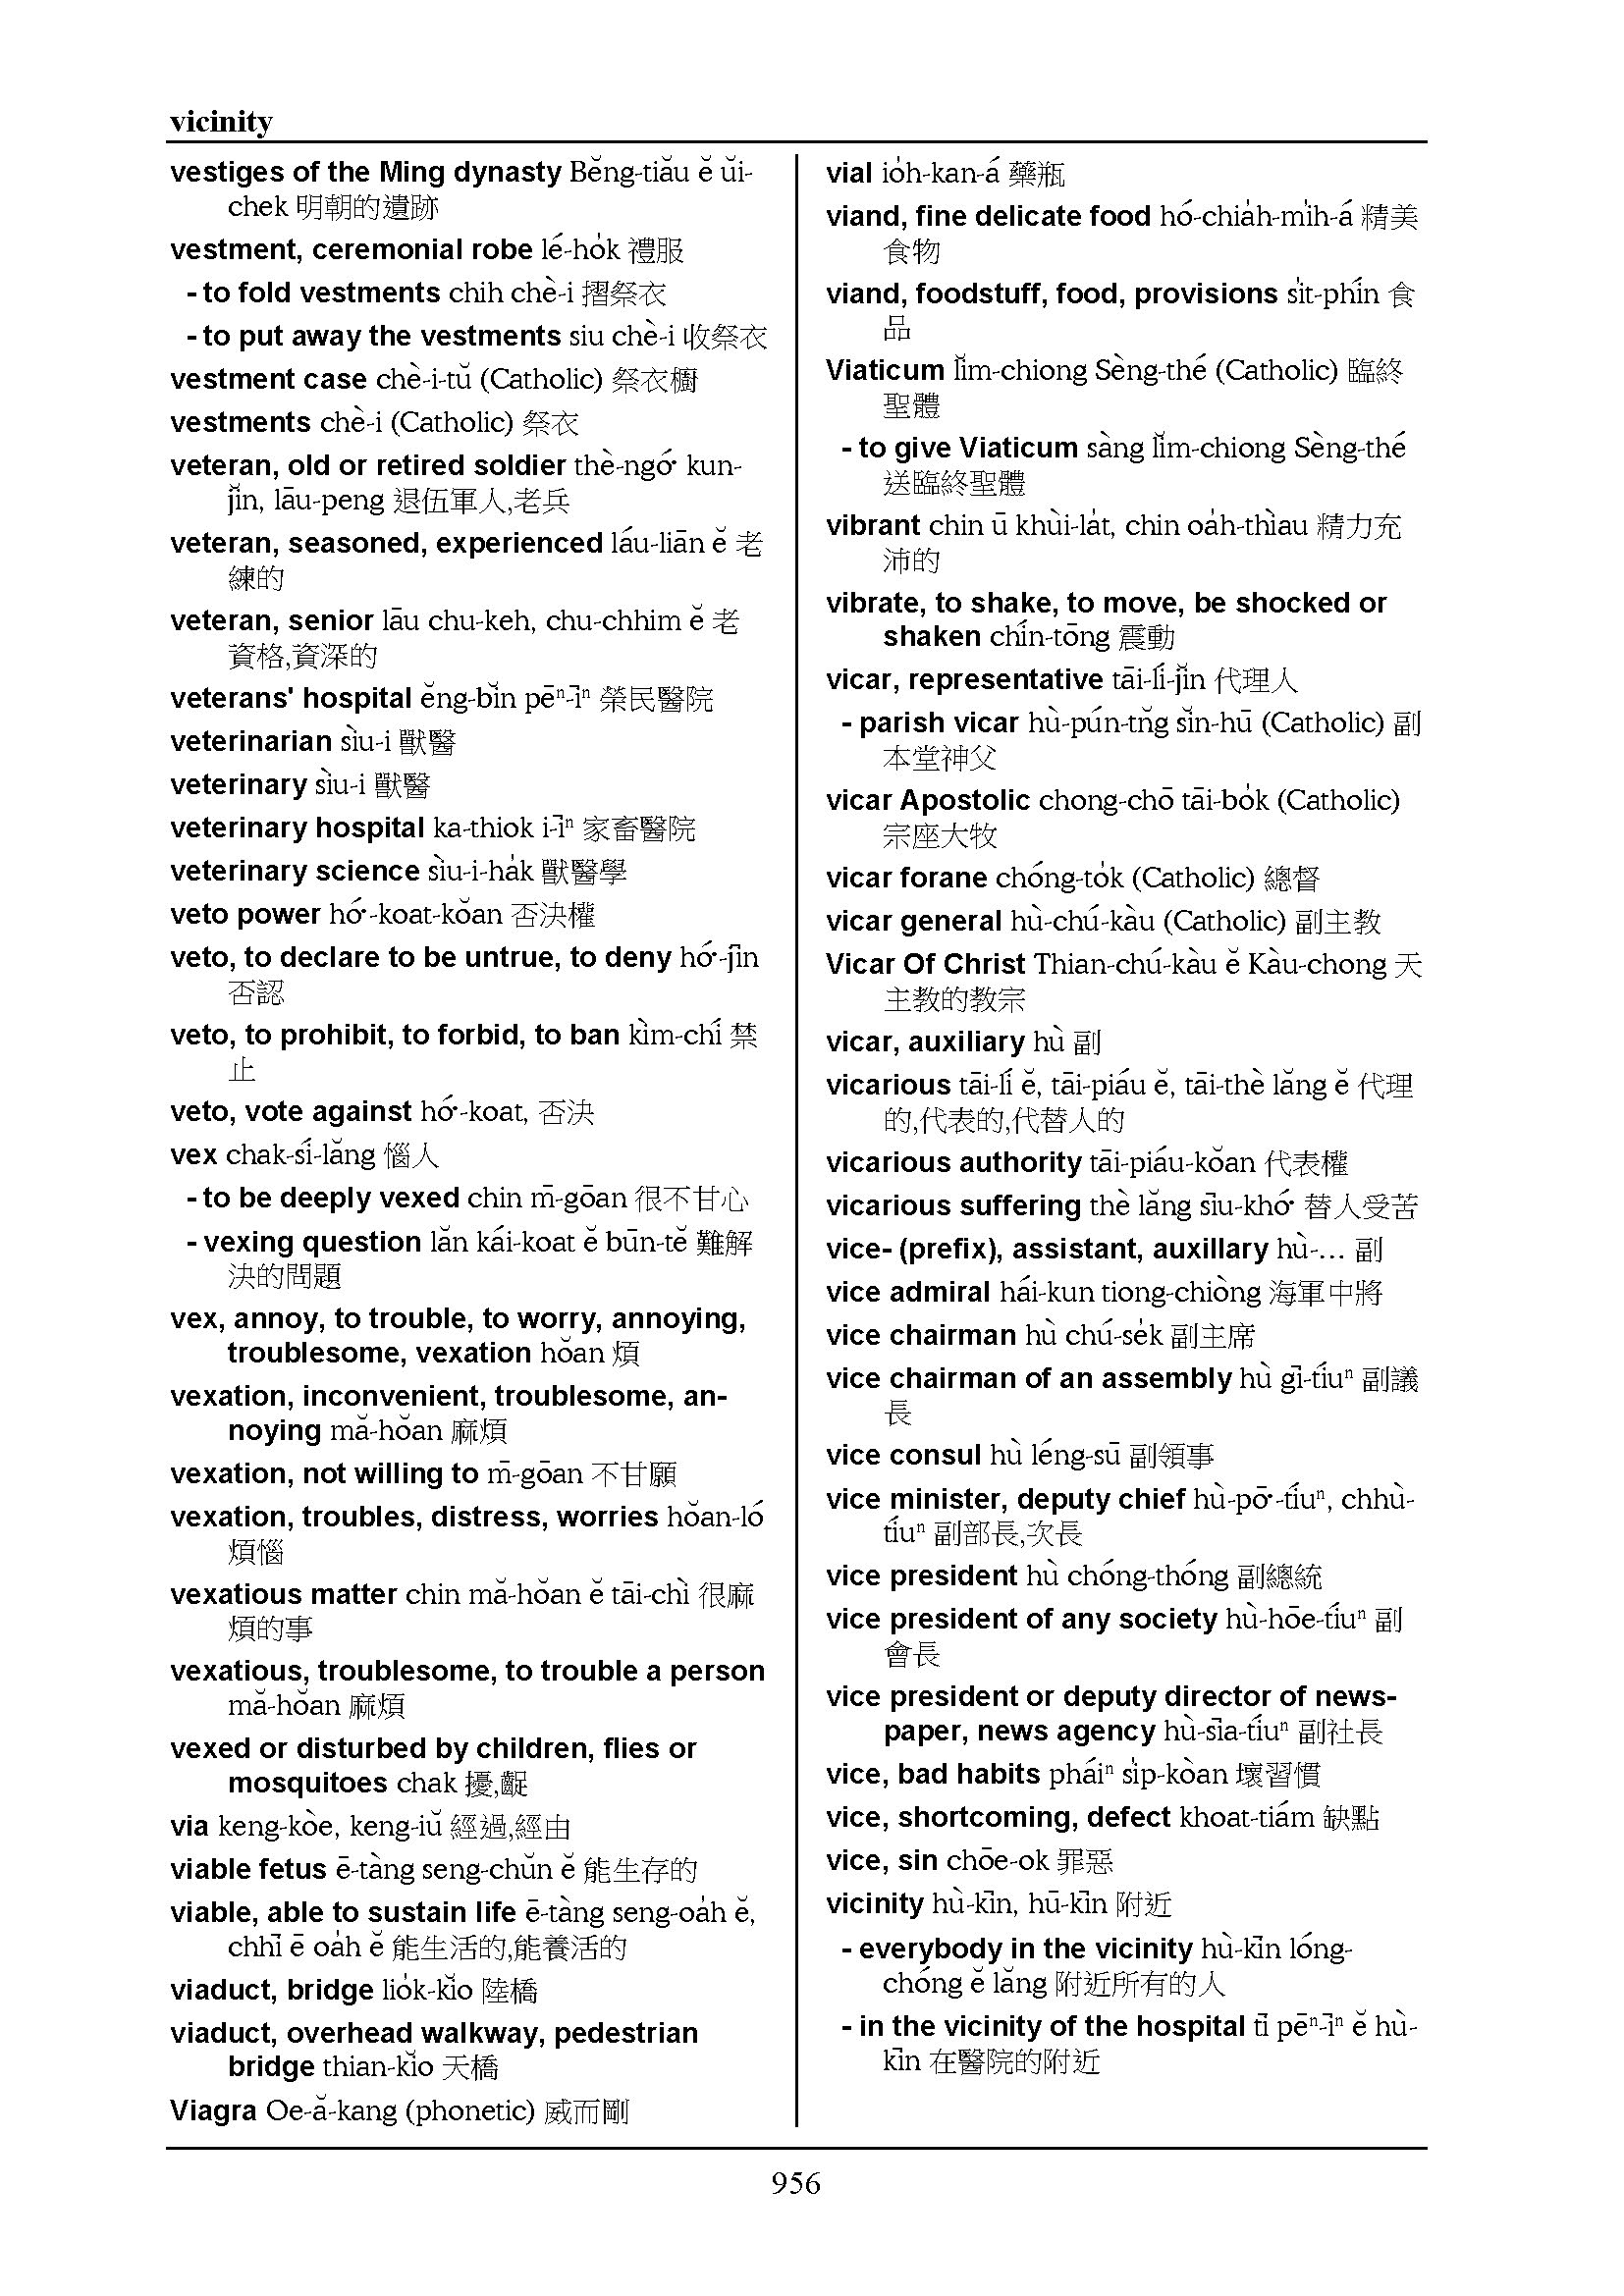 vicinity
vestiges of the Ming dynasty Bĕng-tiău ĕ ŭi-
chek 明朝的遺跡
vestment, ceremonial robe lé-ho̍k 禮服
- to fold vestments chih chè-i 摺祭衣
- to put away the vestments siu chè-i 收祭衣
vestment case chè-i-tŭ (Catholic) 祭衣櫥
vestments chè-i (Catholic) 祭衣
veteran, old or retired soldier thè-ngó͘ kun-
jĭn, lāu-peng 退伍軍人,老兵
veteran, seasoned, experienced láu-liān ĕ 老
練的
veteran, senior lāu chu-keh, chu-chhim ĕ 老
資格,資深的
veterans' hospital ĕng-bĭn pēⁿ-īⁿ 榮民醫院
veterinarian siù-i 獸醫
veterinary siù-i 獸醫
veterinary hospital ka-thiok i-īⁿ 家畜醫院
veterinary science siù-i-ha̍k 獸醫學
veto power hó͘-koat-kŏan 否決權
veto, to declare to be untrue, to deny hó͘-jīn
否認
veto, to prohibit, to forbid, to ban kìm-chí 禁
止
veto, vote against hó͘-koat, 否決
vex chak-sí-lăng 惱人
- to be deeply vexed chin m̄-gōan 很不甘心
- vexing question lăn kái-koat ĕ būn-tĕ 難解
決的問題
vex, annoy, to trouble, to worry, annoying,
troublesome, vexation hŏan 煩
vexation, inconvenient, troublesome, an-
noying mă-hŏan 麻煩
vexation, not willing to m̄-gōan 不甘願
vexation, troubles, distress, worries hŏan-ló
煩惱
vexatious matter chin mă-hŏan ĕ tāi-chì 很麻
煩的事
vexatious, troublesome, to trouble a person
mă-hŏan 麻煩
vexed or disturbed by children, flies or
mosquitoes chak 擾,齪
via keng-kòe, keng-iŭ 經過,經由
viable fetus ē-tàng seng-chŭn ĕ 能生存的
viable, able to sustain life ē-tàng seng-oa̍h ĕ,
chhī ē oa̍h ĕ 能生活的,能養活的
viaduct, bridge lio̍k-kĭo 陸橋
viaduct, overhead walkway, pedestrian
bridge thian-kĭo 天橋
Viagra Oe-ă-kang (phonetic) 威而剛
vial io̍h-kan-á 藥瓶
viand, fine delicate food hó-chia̍h-mi̍h-á 精美
食物
viand, foodstuff, food, provisions si̍t-phín 食
品
Viaticum lĭm-chiong Sèng-thé (Catholic) 臨終
聖體
- to give Viaticum sàng lĭm-chiong Sèng-thé
送臨終聖體
vibrant chin ū khùi-la̍t, chin oa̍h-thìau 精力充
沛的
vibrate, to shake, to move, be shocked or
shaken chín-tōng 震動
vicar, representative tāi-lí-jĭn 代理人
- parish vicar hù-pún-tn̆g sĭn-hū (Catholic) 副
本堂神父
vicar Apostolic chong-chō tāi-bo̍k (Catholic)
宗座大牧
vicar forane chóng-to̍k (Catholic) 總督
vicar general hù-chú-kàu (Catholic) 副主教
Vicar Of Christ Thian-chú-kàu ĕ Kàu-chong 天
主教的教宗
vicar, auxiliary hù 副
vicarious tāi-lí ĕ, tāi-piáu ĕ, tāi-thè lăng ĕ 代理
的,代表的,代替人的
vicarious authority tāi-piáu-kŏan 代表權
vicarious suffering thè lăng sīu-khó͘ 替人受苦
vice- (prefix), assistant, auxillary hù-… 副
vice admiral hái-kun tiong-chiòng 海軍中將
vice chairman hù chú-se̍k 副主席
vice chairman of an assembly hù gī-tíuⁿ 副議
長
vice consul hù léng-sū 副領事
vice minister, deputy chief hù-pō͘-tíuⁿ, chhù-
tíuⁿ 副部長,次長
vice president hù chóng-thóng 副總統
vice president of any society hù-hōe-tíuⁿ 副
會長
vice president or deputy director of news-
paper, news agency hù-sīa-tíuⁿ 副社長
vice, bad habits pháiⁿ si̍p-kòan 壞習慣
vice, shortcoming, defect khoat-tiám 缺點
vice, sin chōe-ok 罪惡
vicinity hù-kīn, hū-kīn 附近
- everybody in the vicinity hù-kīn lóng-
chóng ĕ lăng 附近所有的人
- in the vicinity of the hospital tī pēⁿ-īⁿ ĕ hù-
kīn 在醫院的附近
956